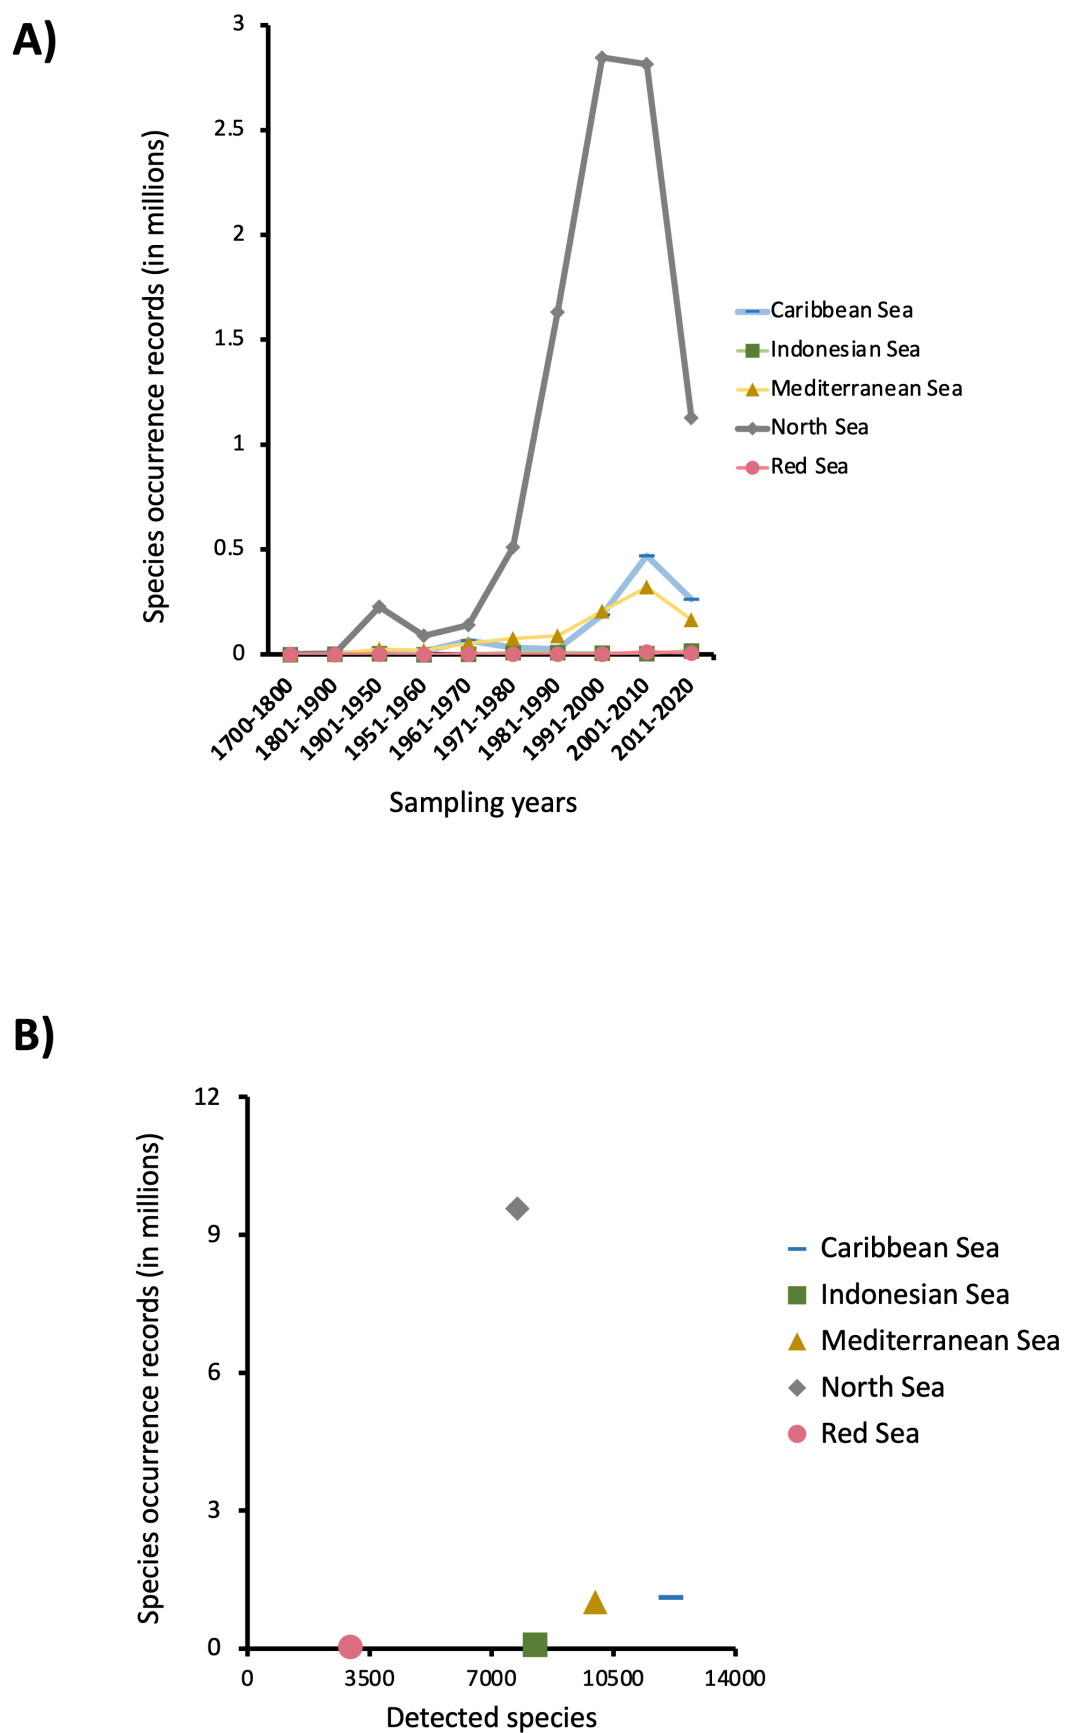 A)
Species occurrence records (in millions)
3
2.5
2
1.5
1
0.5
0
1700-1800
1801-1900
1901-1950
1951-1960
1961-1970
1971-1980
1981-1990
1991-2000
2001-2010
2011-2020
Sampling years
Caribbean Sea
Indonesian Sea
Mediterranean Sea
North Sea
Red Sea
B)
Species occurrence records (in millions)
12
9
6
3
0
0
3500
7000
10500
14000
Detected species
Caribbean Sea
Indonesian Sea
Mediterranean Sea
North Sea
Red Sea